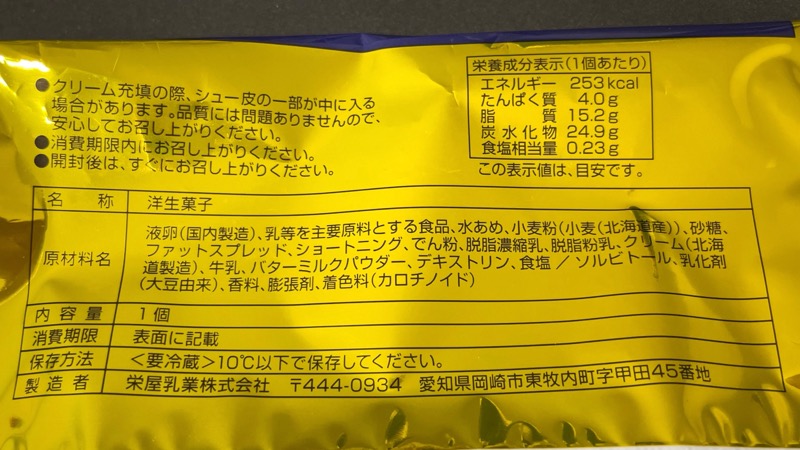 ●クリーム充填の際、シュー皮の一部が中に入る
場合があります。品質には問題ありませんので、
安心してお召し上がりください。
●消費期限内にお召し上がりください。
●開封後は、すぐにお召し上がりください。
栄養成分表示(1個あたり)
エネルギー 253kcal
たんぱく質 4.0g
脂質 15.2g
炭水化物 24.9g
食塩相当量 0.23g
この表示値は、目安です。
名称 洋生菓子
原材料名
液卵(国内製造)、乳等を主要原料とする食品、水あめ、小麦粉(小麦(北海道産))、砂糖、
ファットスプレッド、ショートニング、でん粉、脱脂濃縮乳、脱脂粉乳、クリーム(北海
道製造)、牛乳、バターミルクパウダー、デキストリン、食塩/ソルビトール、乳化剤
(大豆由来)、香料、膨張剤、着色料(カロチノイド)
内容量 1個
消費期限 表面に記載
保存方法 <要冷蔵>10℃以下で保存してください。
製造者 栄屋乳業株式会社 〒444-0934 愛知県岡崎市東牧内町字甲田45番地